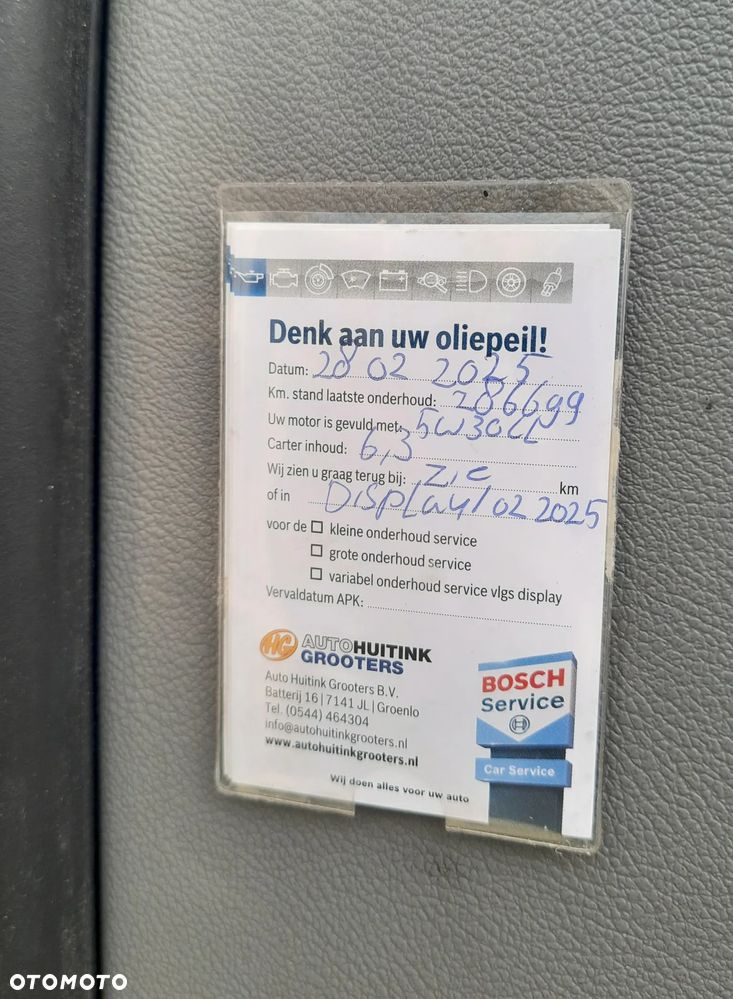 Denk aan uw oliepeil!
Datum: 28 02 2025
Km. stand laatste onderhoud: 286699
Uw motor is gevuld met: 5W30LL
Carter inhoud: 6,3
Wij zien u graag terug bij: Zie km
of in Display/02 2025
voor de ☐ kleine onderhoud service
☐ grote onderhoud service
☐ variabel onderhoud service vlgs display
Vervaldatum APK:
HG AUTOHUITINK
GROOTERS
Auto Huitink Grooters B.V.
Batterij 16 | 7141 JL | Groenlo
Tel. (0544) 464304
info@autohuitinkgrooters.nl
www.autohuitinkgrooters.nl
Wij doen alles voor uw auto
BOSCH
Service
Car Service
OTOMOTO